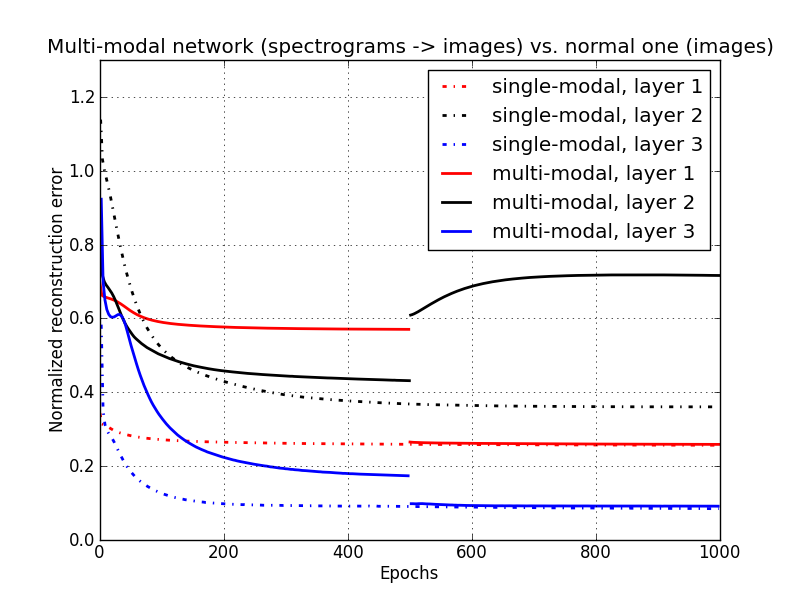 Multi-modal network (spectrograms -> images) vs. normal one (images)
1.2
1.0
0.8
0.6
0.4
0.2
0.0
Normalized reconstruction error
single-modal, layer 1
single-modal, layer 2
single-modal, layer 3
multi-modal, layer 1
multi-modal, layer 2
multi-modal, layer 3
0 200 400 600 800 1000
Epochs